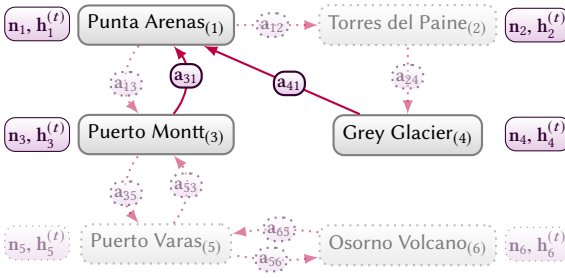 n₁, h₁⁽ᵗ⁾ Punta Arenas₍₁₎ a₁₂ Torres del Paine₍₂₎ n₂, h₂⁽ᵗ⁾
a₁₃ a₃₁ a₄₁ a₂₄
n₃, h₃⁽ᵗ⁾ Puerto Montt₍₃₎ Grey Glacier₍₄₎ n₄, h₄⁽ᵗ⁾
a₃₅ a₅₃
n₅, h₅⁽ᵗ⁾ Puerto Varas₍₅₎ a₆₅ a₅₆ Osorno Volcano₍₆₎ n₆, h₆⁽ᵗ⁾